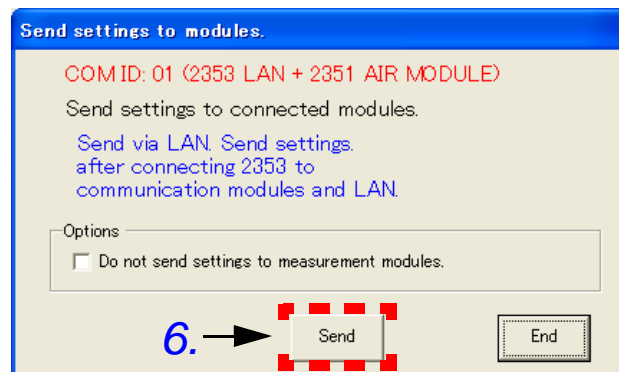 Send settings to modules.
COM ID: 01 (2353 LAN + 2351 AIR MODULE)
Send settings to connected modules.
Send via LAN. Send settings.
after connecting 2353 to
communication modules and LAN.
Options
Do not send settings to measurement modules.
6. Send End